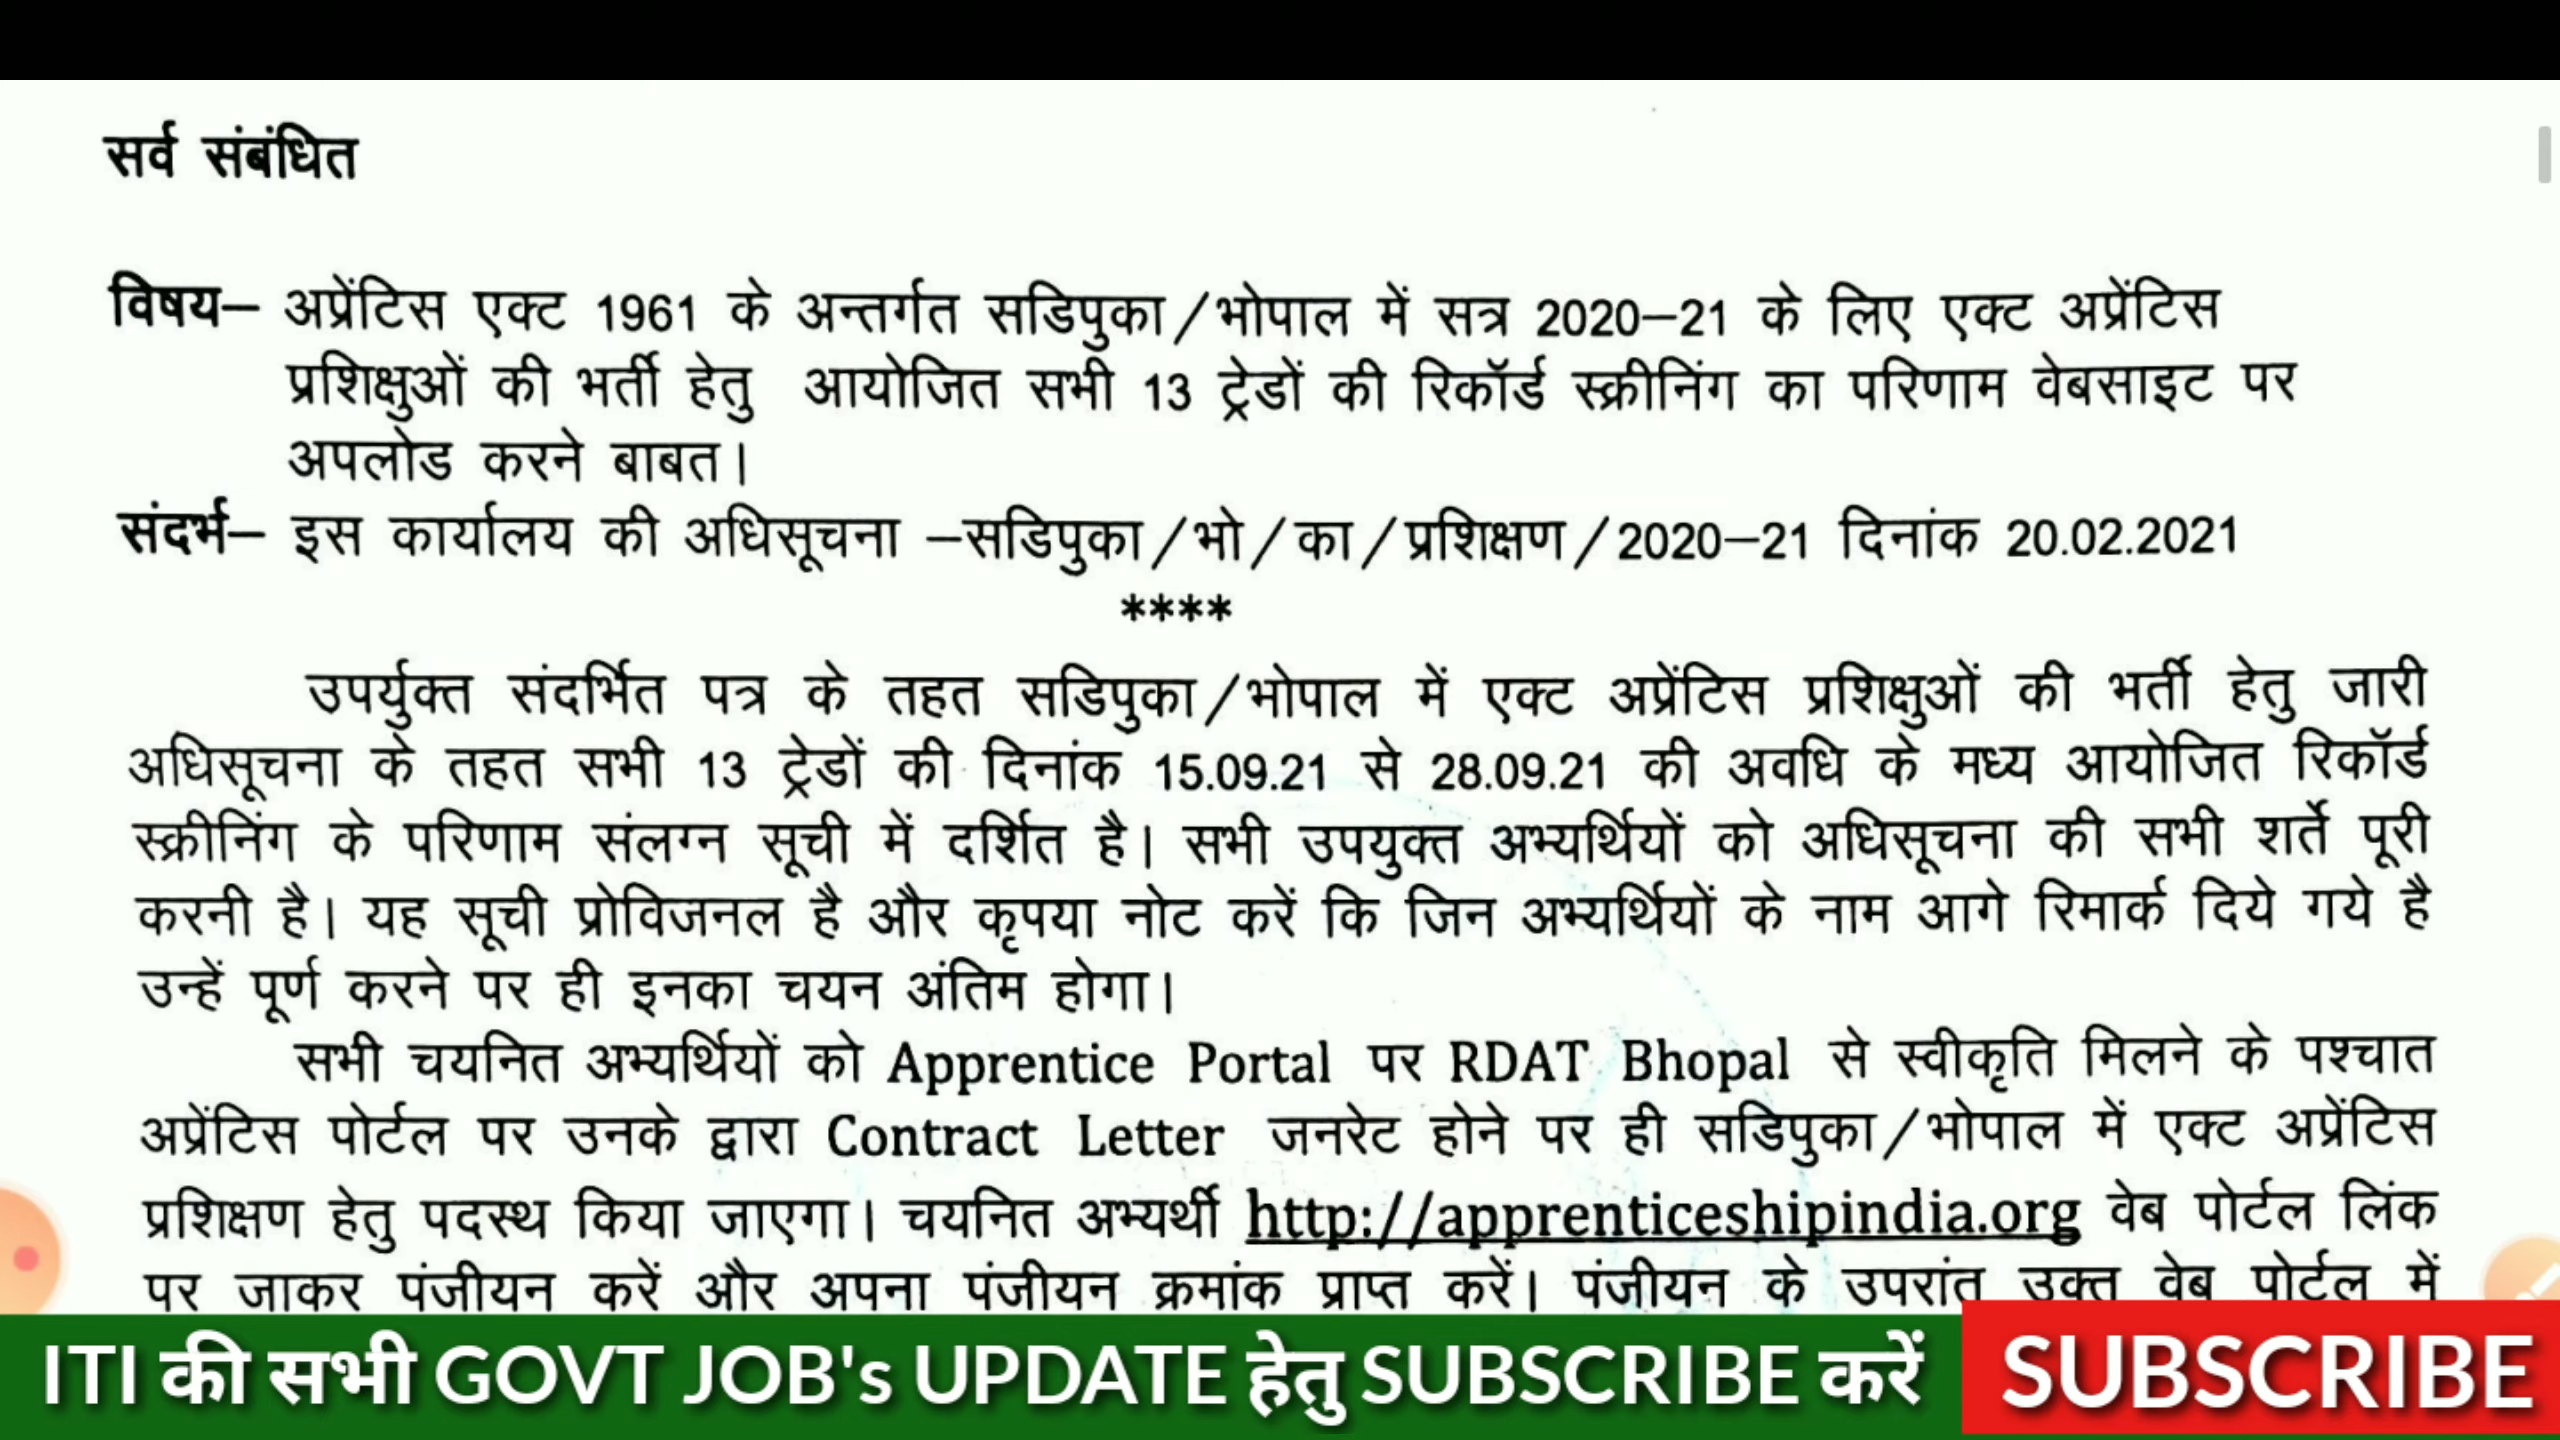 सर्व संबंधित
विषय– अप्रेंटिस एक्ट 1961 के अन्तर्गत सडिपुका/भोपाल में सत्र 2020–21 के लिए एक्ट अप्रेंटिस
प्रशिक्षुओं की भर्ती हेतु आयोजित सभी 13 ट्रेडों की रिकॉर्ड स्क्रीनिंग का परिणाम वेबसाइट पर
अपलोड करने बाबत।
संदर्भ– इस कार्यालय की अधिसूचना –सडिपुका/भो/का/प्रशिक्षण/2020–21 दिनांक 20.02.2021
****
उपर्युक्त संदर्भित पत्र के तहत सडिपुका/भोपाल में एक्ट अप्रेंटिस प्रशिक्षुओं की भर्ती हेतु जारी
अधिसूचना के तहत सभी 13 ट्रेडों की दिनांक 15.09.21 से 28.09.21 की अवधि के मध्य आयोजित रिकॉर्ड
स्क्रीनिंग के परिणाम संलग्न सूची में दर्शित है। सभी उपयुक्त अभ्यर्थियों को अधिसूचना की सभी शर्ते पूरी
करनी है। यह सूची प्रोविजनल है और कृपया नोट करें कि जिन अभ्यर्थियों के नाम आगे रिमार्क दिये गये है
उन्हें पूर्ण करने पर ही इनका चयन अंतिम होगा।
सभी चयनित अभ्यर्थियों को Apprentice Portal पर RDAT Bhopal से स्वीकृति मिलने के पश्चात
अप्रेंटिस पोर्टल पर उनके द्वारा Contract Letter जनरेट होने पर ही सडिपुका/भोपाल में एक्ट अप्रेंटिस
प्रशिक्षण हेतु पदस्थ किया जाएगा। चयनित अभ्यर्थी http://apprenticeshipindia.org वेब पोर्टल लिंक
पर जाकर पंजीयन करें और अपना पंजीयन क्रमांक प्राप्त करें। पंजीयन के उपरांत उक्त वेब पोर्टल में
ITI की सभी GOVT JOB's UPDATE हेतु SUBSCRIBE करें SUBSCRIBE